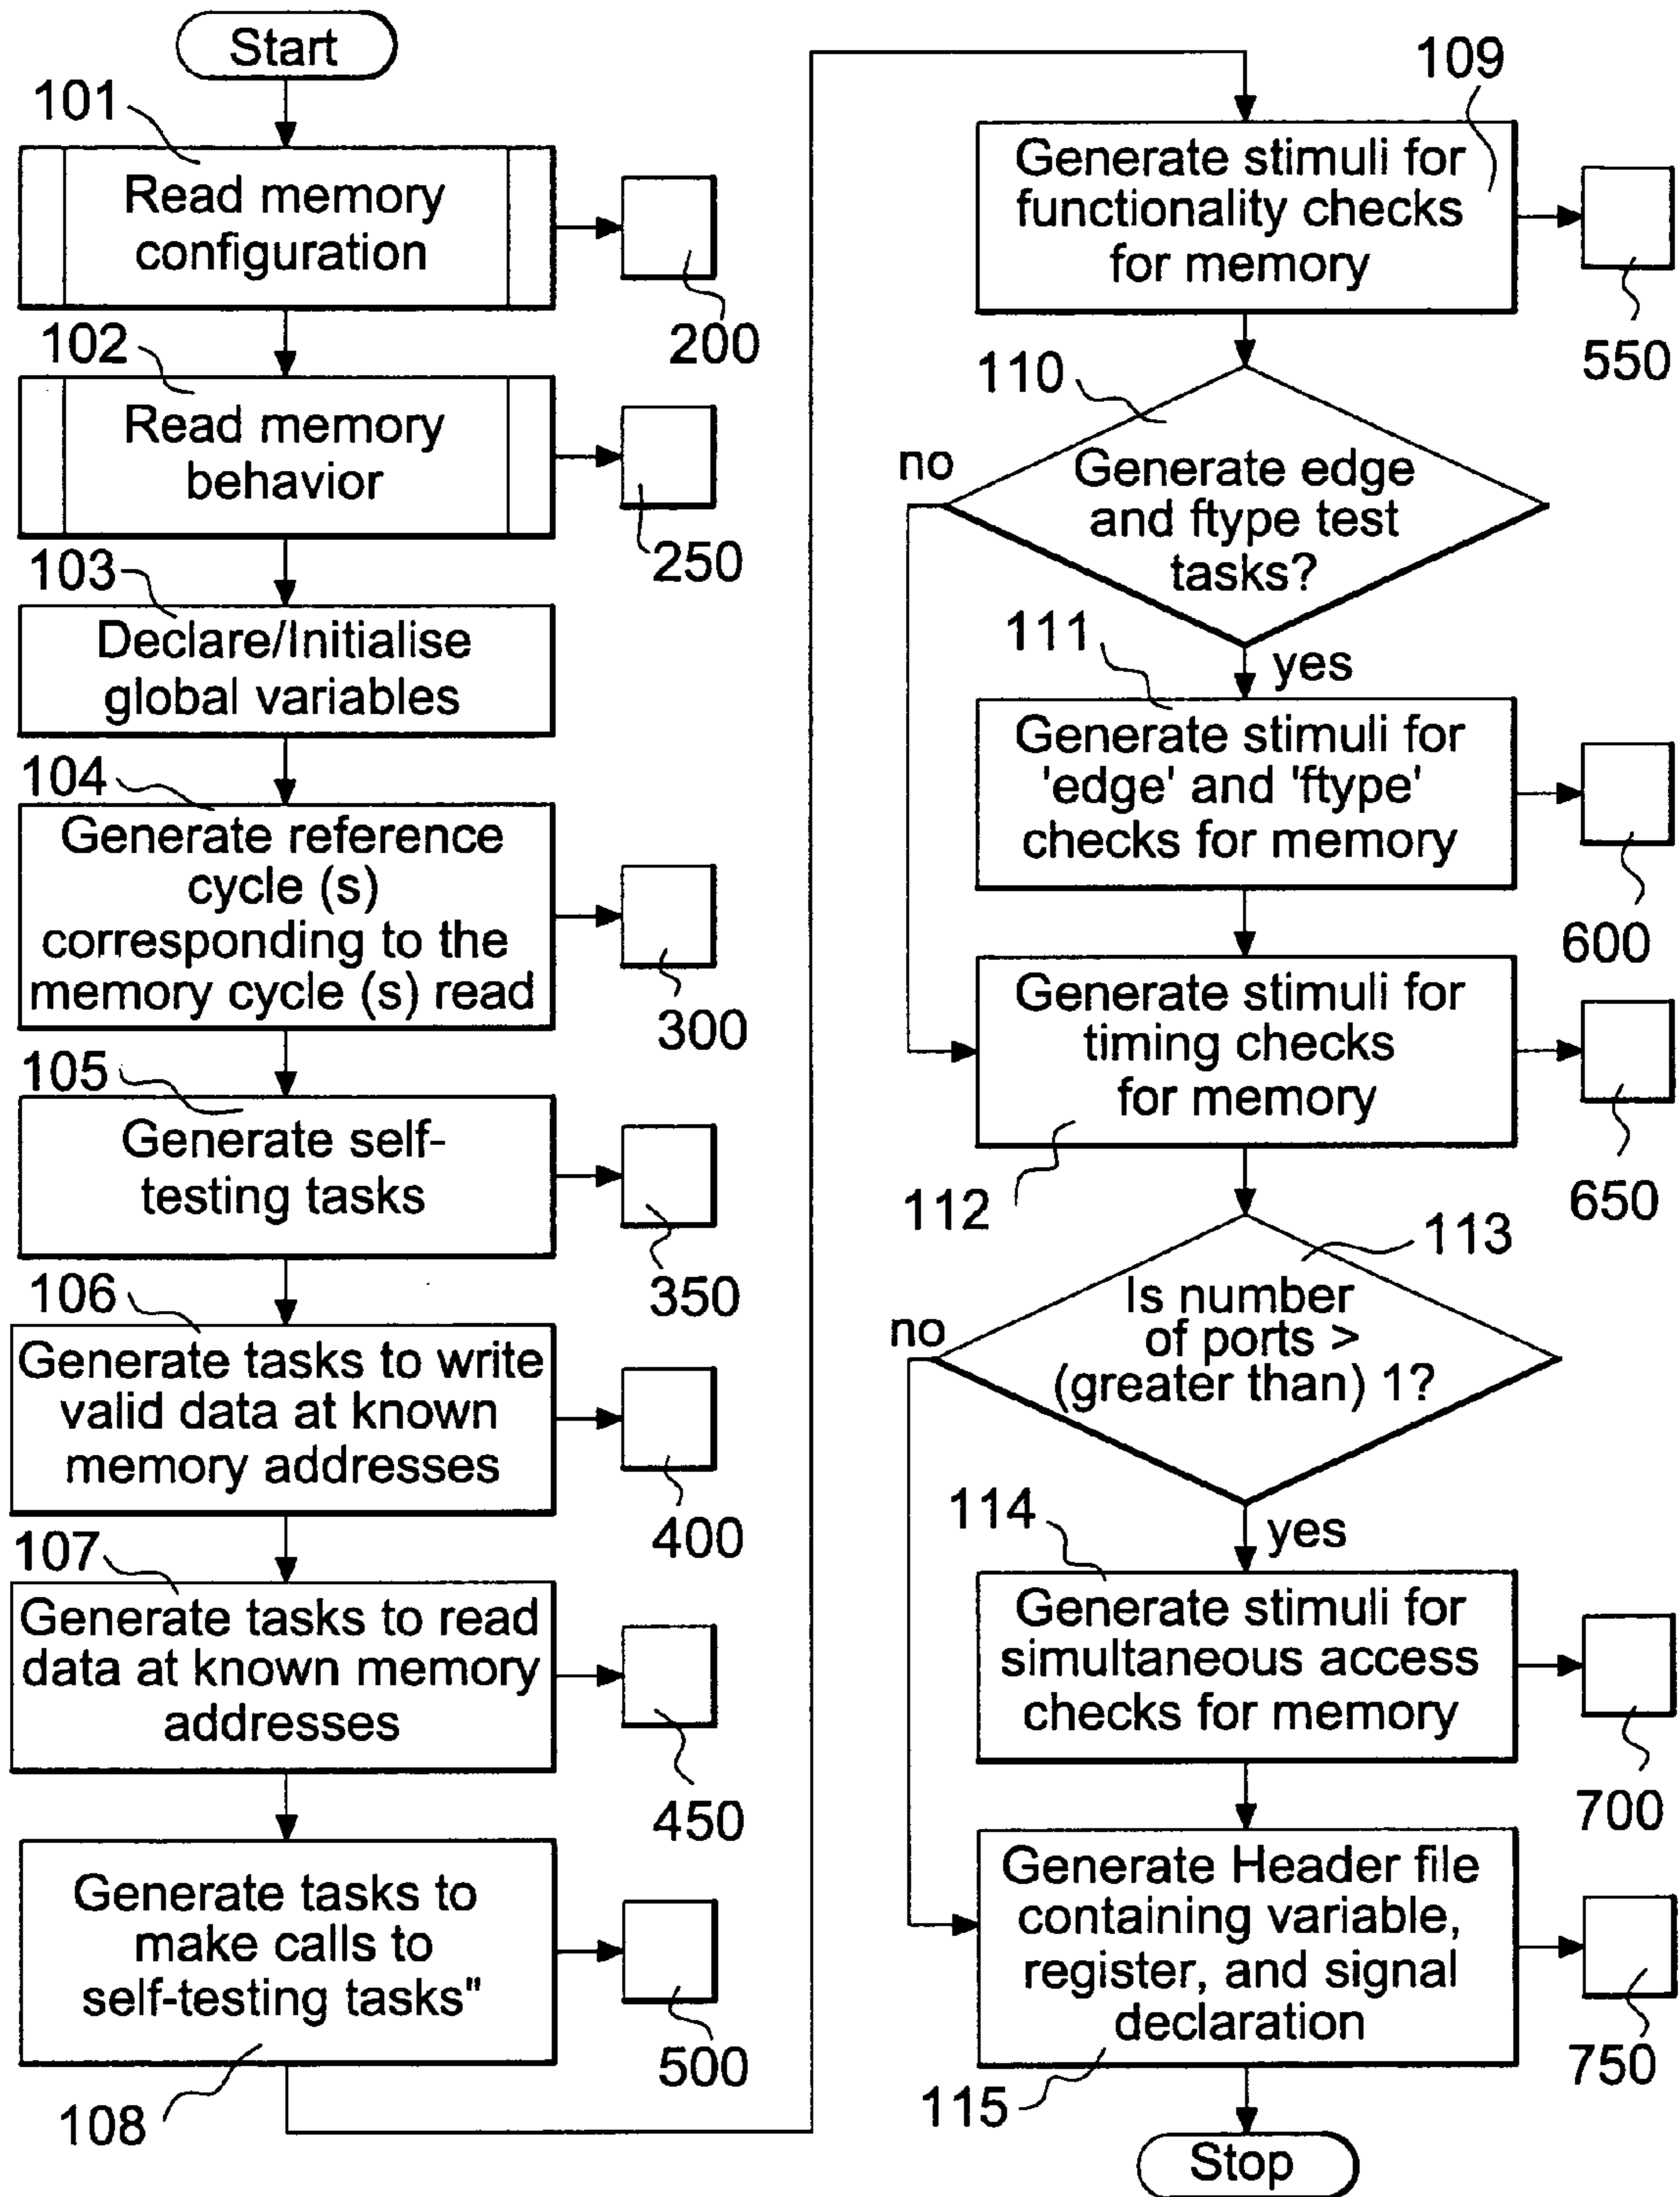 Start
101
Read memory
configuration
200
102
Read memory
behavior
250
103
Declare/Initialise
global variables
104
Generate reference
cycle (s)
corresponding to the
memory cycle (s) read
300
105
Generate self-
testing tasks
350
106
Generate tasks to write
valid data at known
memory addresses
400
107
Generate tasks to read
data at known memory
addresses
450
Generate tasks to
make calls to
self-testing tasks"
500
108
109
Generate stimuli for
functionality checks
for memory
550
110
no
Generate edge
and ftype test
tasks?
yes
111
Generate stimuli for
'edge' and 'ftype'
checks for memory
600
Generate stimuli for
timing checks
for memory
650
112
113
no
Is number
of ports >
(greater than) 1?
yes
114
Generate stimuli for
simultaneous access
checks for memory
700
Generate Header file
containing variable,
register, and signal
declaration
750
115
Stop